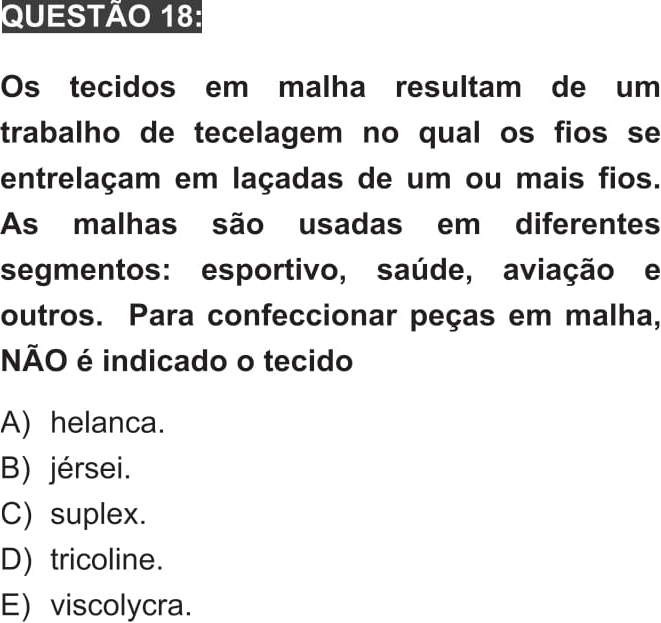 QUESTÃO 18:
Os tecidos em malha resultam de um
trabalho de tecelagem no qual os fios se
entrelaçam em laçadas de um ou mais fios.
As malhas são usadas em diferentes
segmentos: esportivo, saúde, aviação e
outros. Para confeccionar peças em malha,
NÃO é indicado o tecido
A) helanca.
B) jérsei.
C) suplex.
D) tricoline.
E) viscolycra.